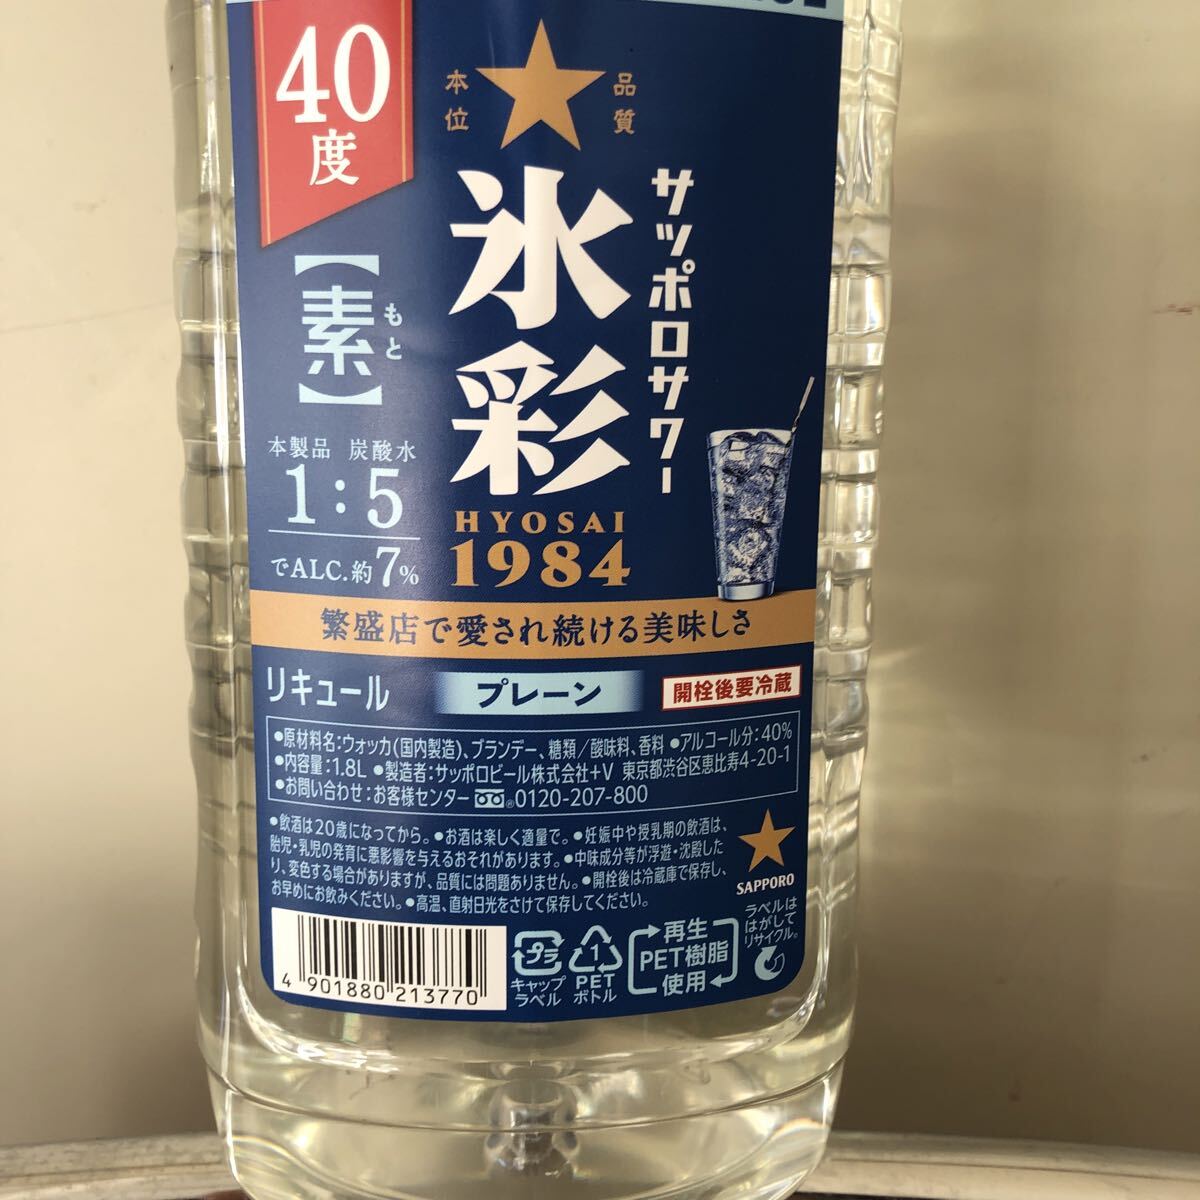 40度
本位
品質
サッポロサワー
氷彩
HYOSAI
1984
【素】
もと
本製品 炭酸水
1:5
でALC.約7%
繁盛店で愛され続ける美味しさ
リキュール
プレーン
開栓後要冷蔵
●原材料名:ウォッカ(国内製造)、ブランデー、糖類/酸味料、香料 ●アルコール分:40%
●内容量:1.8L ●製造者:サッポロビール株式会社+V 東京都渋谷区恵比寿4-20-1
●お問い合わせ:お客様センター 0120-207-800
●飲酒は20歳になってから。●お酒は楽しく適量で。●妊娠中や授乳期の飲酒は、
胎児・乳児の発育に悪影響を与えるおそれがあります。●中味成分等が浮遊・沈殿した
り、変色する場合がありますが、品質には問題ありません。●開栓後は冷蔵庫で保存し、
お早めにお飲みください。●高温、直射日光をさけて保存してください。
SAPPORO
4 901880 213770
プラ
キャップ
ラベル
1
PET
ボトル
再生
PET樹脂
使用
ラベルは
はがして
リサイクル。